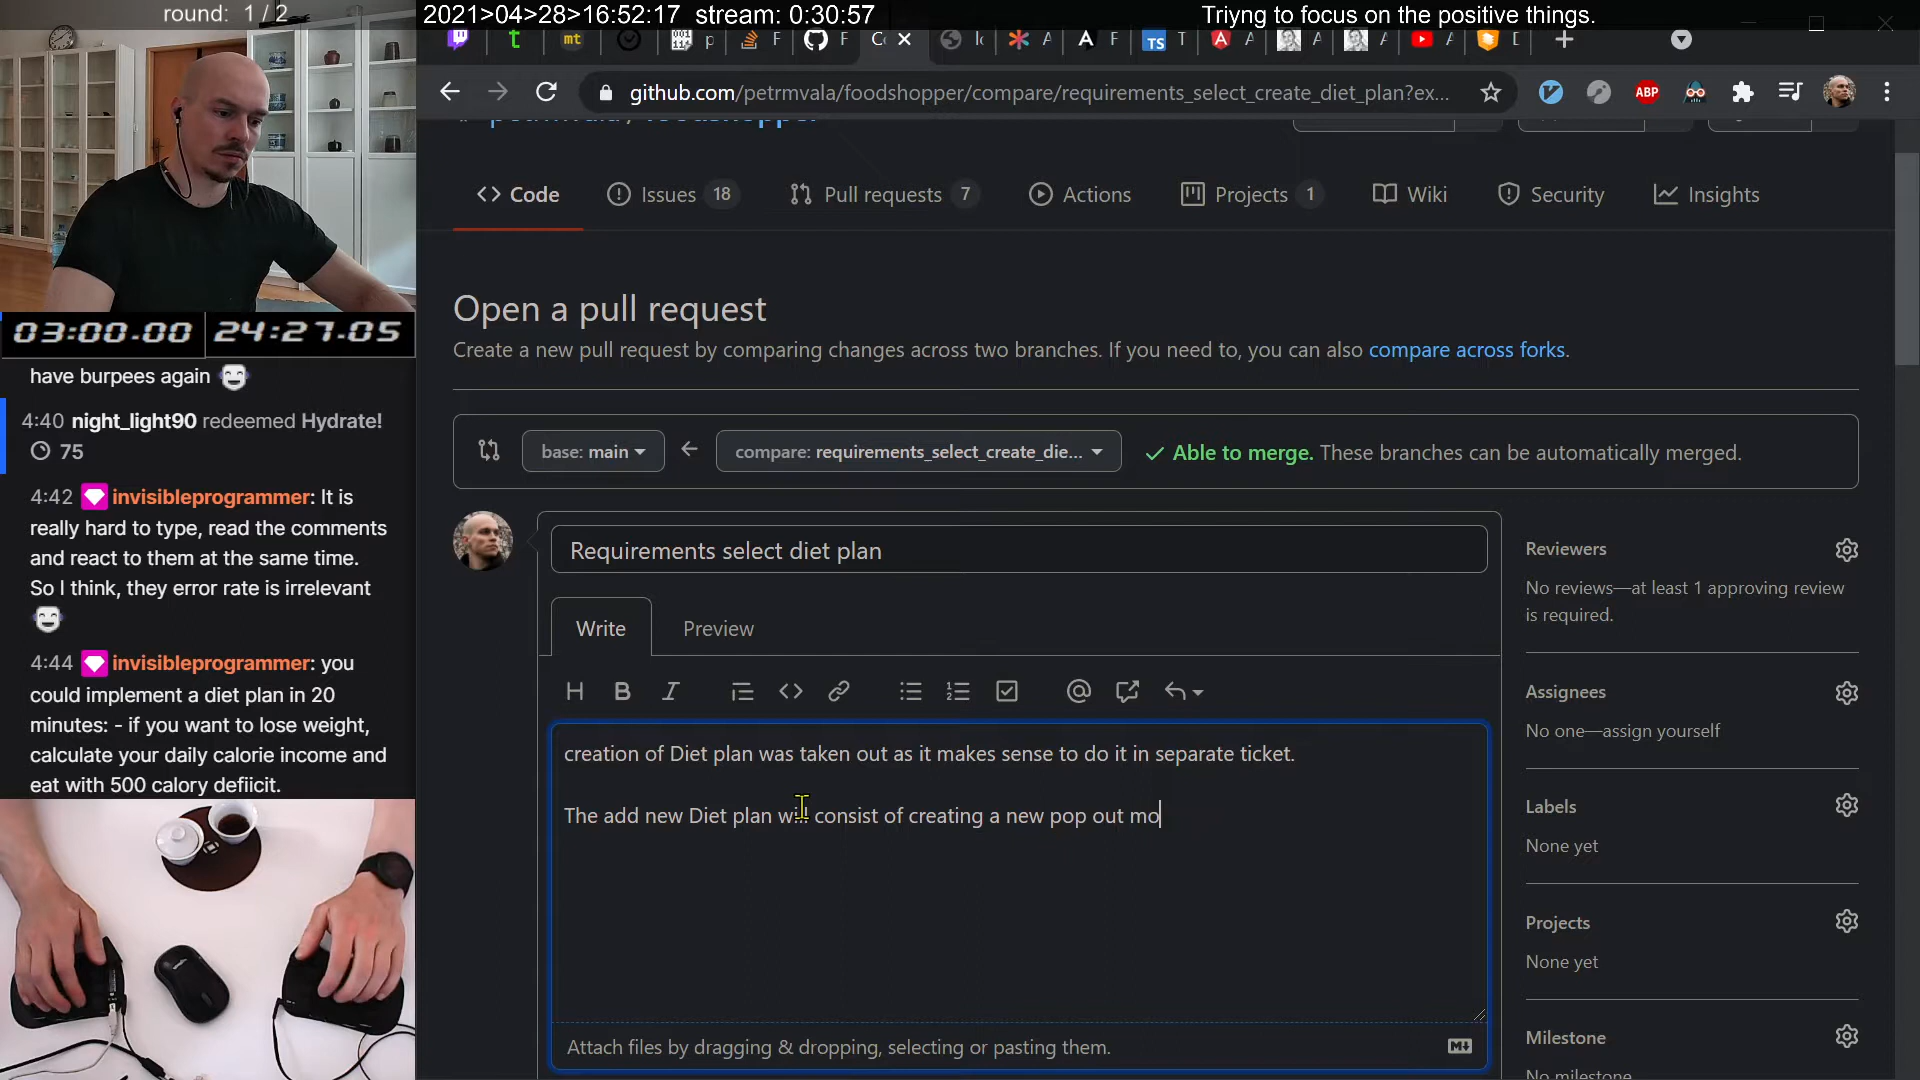 round: 1 / 2
2021>04>28>16:52:17 stream: 0:30:57
Triyng to focus on the positive things.
github.com/petrmvala/foodshopper/compare/requirements_select_create_diet_plan?ex...
ABP
Code
Issues 18
Pull requests 7
Actions
Projects 1
Wiki
Security
Insights
Open a pull request
Create a new pull request by comparing changes across two branches. If you need to, you can also compare across forks.
base: main
compare: requirements_select_create_die...
Able to merge. These branches can be automatically merged.
Requirements select diet plan
Write
Preview
creation of Diet plan was taken out as it makes sense to do it in separate ticket.
The add new Diet plan will consist of creating a new pop out mo
Attach files by dragging & dropping, selecting or pasting them.
Reviewers
No reviews—at least 1 approving review
is required.
Assignees
No one—assign yourself
Labels
None yet
Projects
None yet
Milestone
No milestone
03:00.00
24:27.05
have burpees again
4:40 night_light90 redeemed Hydrate!
75
4:42 invisibleprogrammer: It is
really hard to type, read the comments
and react to them at the same time.
So I think, they error rate is irrelevant
4:44 invisibleprogrammer: you
could implement a diet plan in 20
minutes: - if you want to lose weight,
calculate your daily calorie income and
eat with 500 calory defiicit.